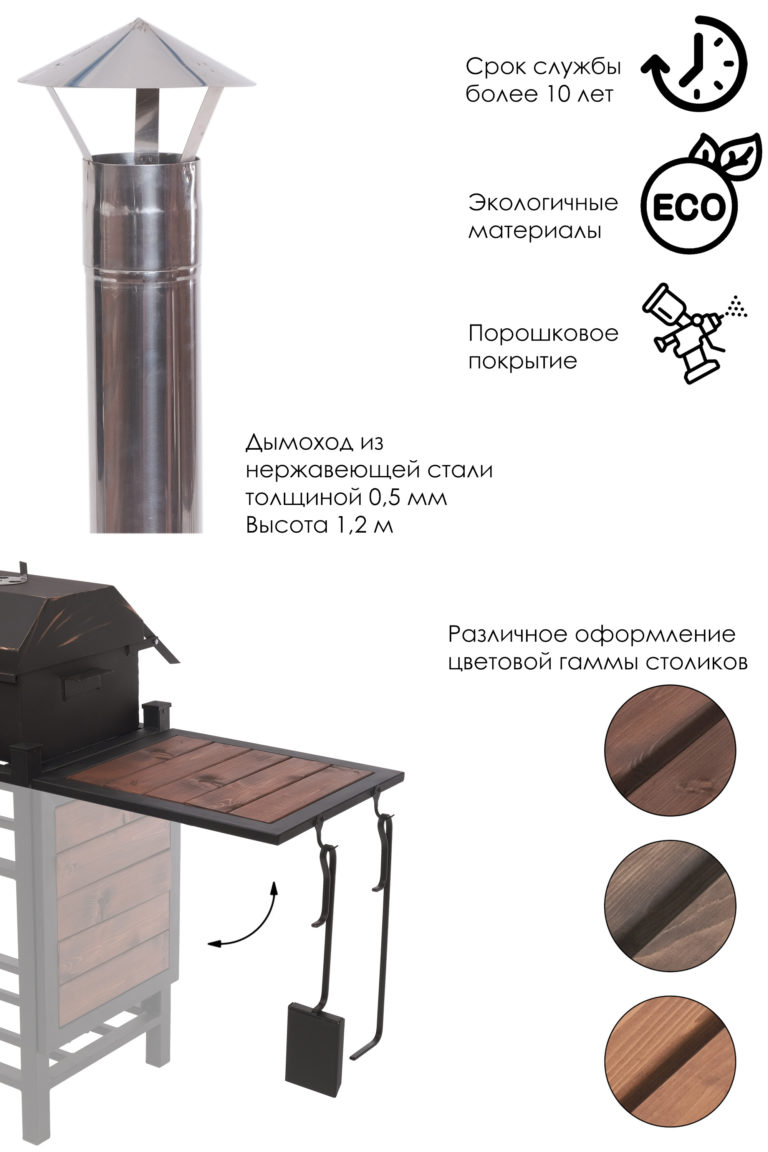 Срок службы
более 10 лет
ECO
Экологичные
материалы
Порошковое
покрытие
Дымоход из
нержавеющей стали
толщиной 0,5 мм
Высота 1,2 м
Различное оформление
цветовой гаммы столиков